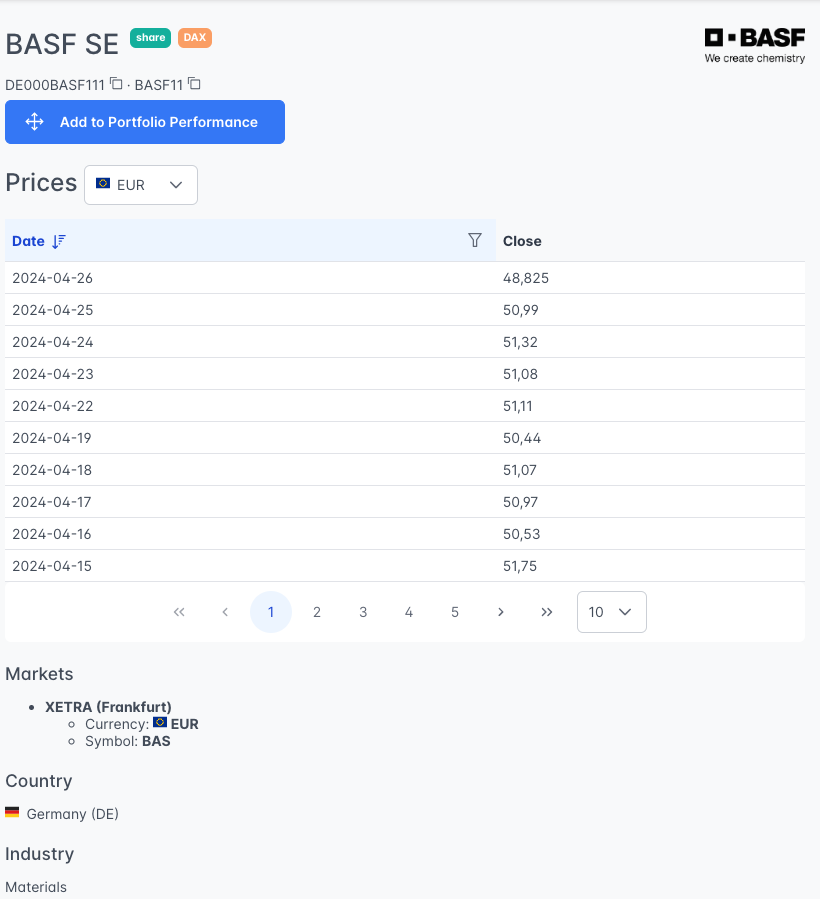 BASF SE share DAX
BASF
We create chemistry
DE000BASF111 · BASF11
Add to Portfolio Performance
Prices EUR
Date Close
2024-04-26 48,825
2024-04-25 50,99
2024-04-24 51,32
2024-04-23 51,08
2024-04-22 51,11
2024-04-19 50,44
2024-04-18 51,07
2024-04-17 50,97
2024-04-16 50,53
2024-04-15 51,75
« ‹ 1 2 3 4 5 › » 10
Markets
• XETRA (Frankfurt)
◦ Currency: EUR
◦ Symbol: BAS
Country
Germany (DE)
Industry
Materials